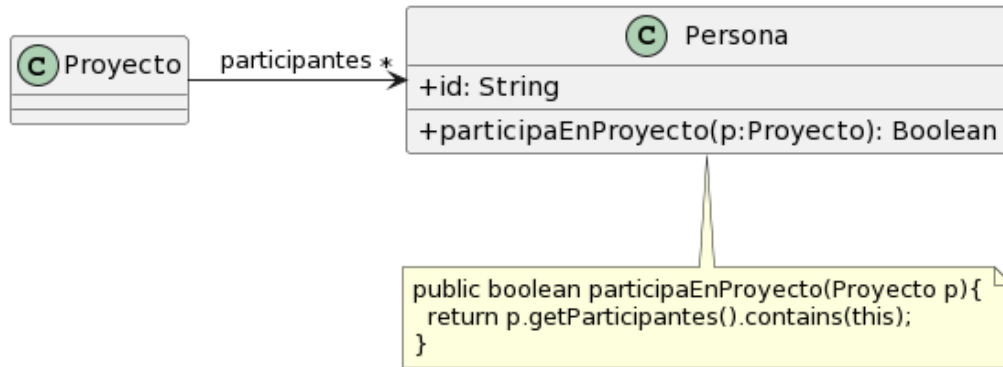 C Proyecto
participantes *
C Persona
+id: String
+participaEnProyecto(p:Proyecto): Boolean
public boolean participaEnProyecto(Proyecto p){
return p.getParticipantes().contains(this);
}